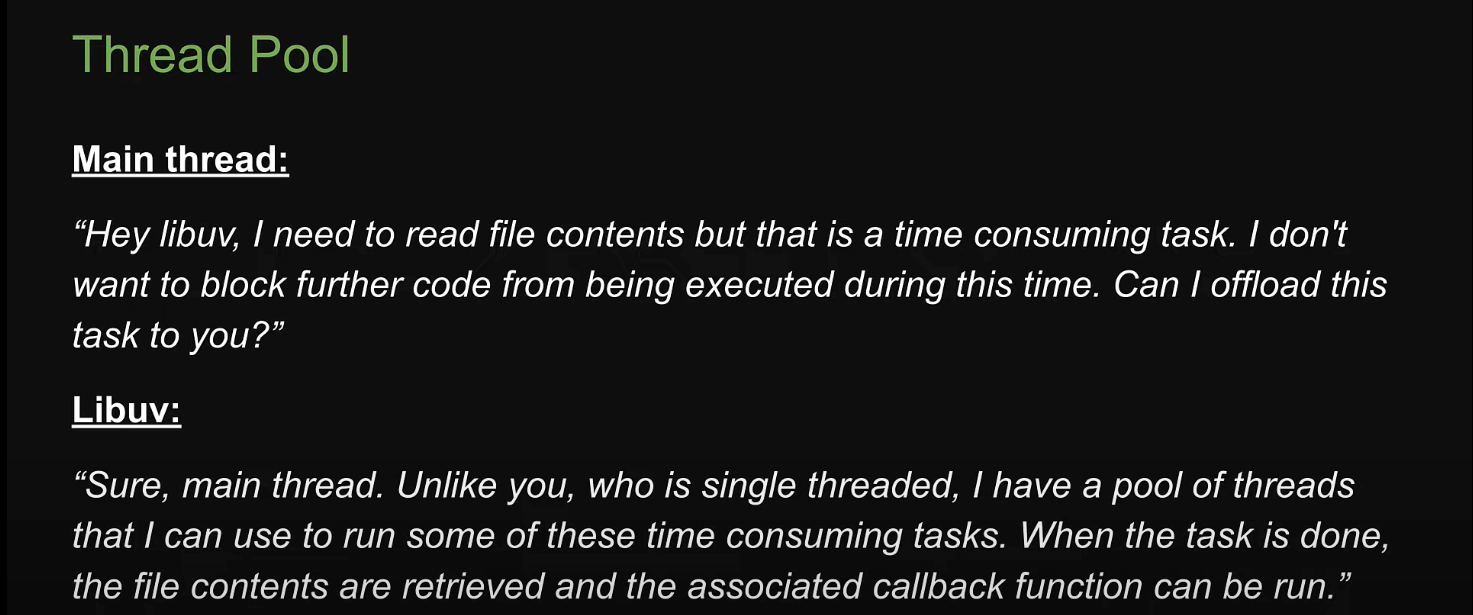 Thread Pool
Main thread:
“Hey libuv, I need to read file contents but that is a time consuming task. I don't
want to block further code from being executed during this time. Can I offload this
task to you?”
Libuv:
“Sure, main thread. Unlike you, who is single threaded, I have a pool of threads
that I can use to run some of these time consuming tasks. When the task is done,
the file contents are retrieved and the associated callback function can be run.”